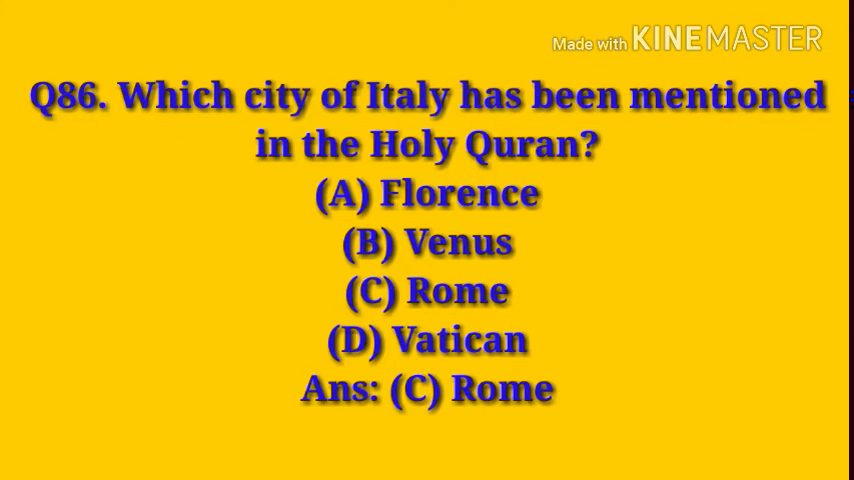 Made with KINEMASTER
Q86. Which city of Italy has been mentioned
in the Holy Quran?
(A) Florence
(B) Venus
(C) Rome
(D) Vatican
Ans: (C) Rome